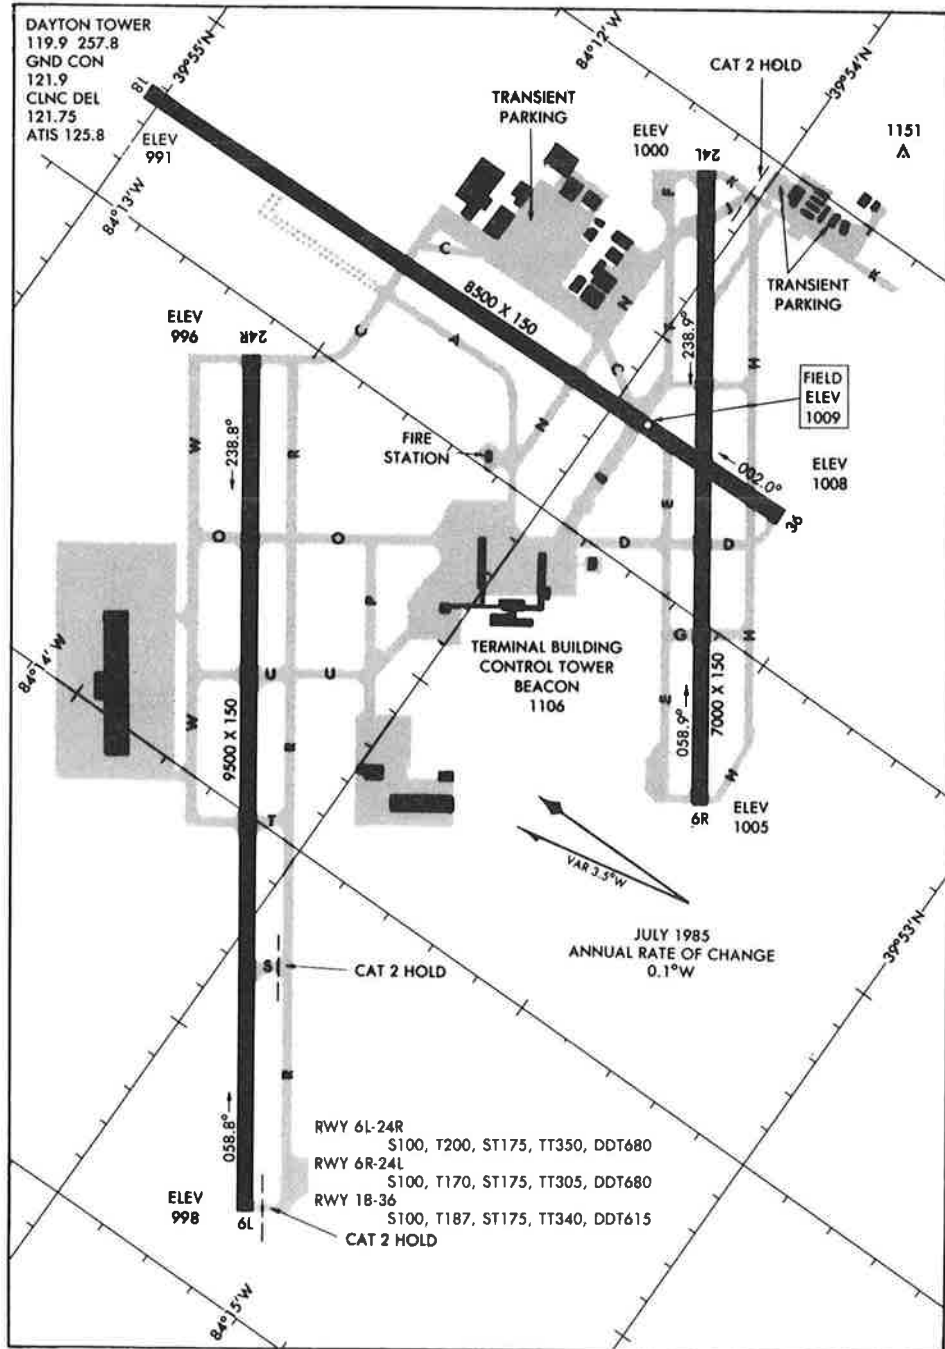 DAYTON TOWER
119.9 257.8
GND CON
121.9
CLNC DEL
121.75
ATIS 125.8
18
39°55'N
84°12'W
39°54'N
CAT 2 HOLD
1151
TRANSIENT
PARKING
ELEV
1000
24L
ELEV
991
84°13'W
F
K
J
C
N
K
TRANSIENT
PARKING
8500 X 150
C
A
C
238.9°
H
ELEV
996
24R
FIELD
ELEV
1009
N
W
238.8°
R
FIRE
STATION
B
E
002.0°
ELEV
1008
36
O
O
D
D
P
G
H
TERMINAL BUILDING
CONTROL TOWER
BEACON
1106
84°14'W
W
U
U
E
058.9°
7000 X 150
9500 X 150
R
H
T
6R
ELEV
1005
VAR 3.5°W
JULY 1985
ANNUAL RATE OF CHANGE
0.1°W
39°53'N
S
CAT 2 HOLD
R
058.8°
RWY 6L-24R
S100, T200, ST175, TT350, DDT680
RWY 6R-24L
S100, T170, ST175, TT305, DDT680
RWY 18-36
S100, T187, ST175, TT340, DDT615
ELEV
998
6L
CAT 2 HOLD
84°15'W